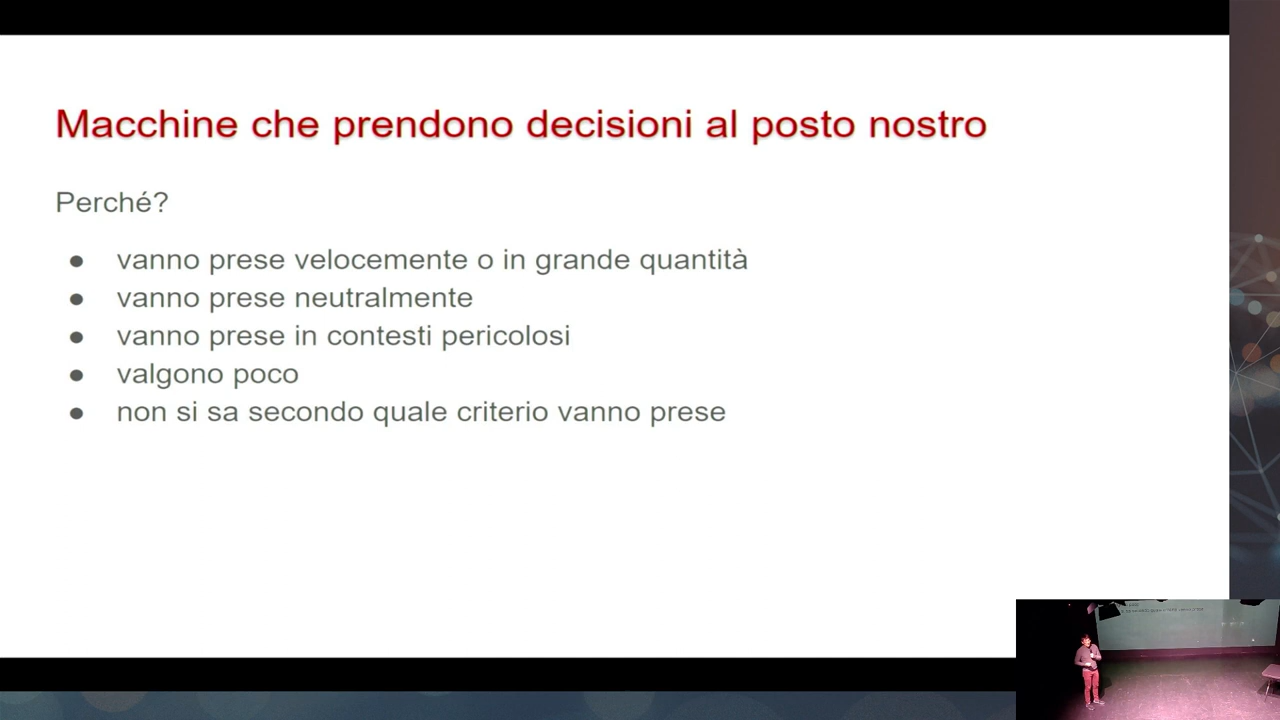 Macchine che prendono decisioni al posto nostro
Perché?
● vanno prese velocemente o in grande quantità
● vanno prese neutralmente
● vanno prese in contesti pericolosi
● valgono poco
● non si sa secondo quale criterio vanno prese